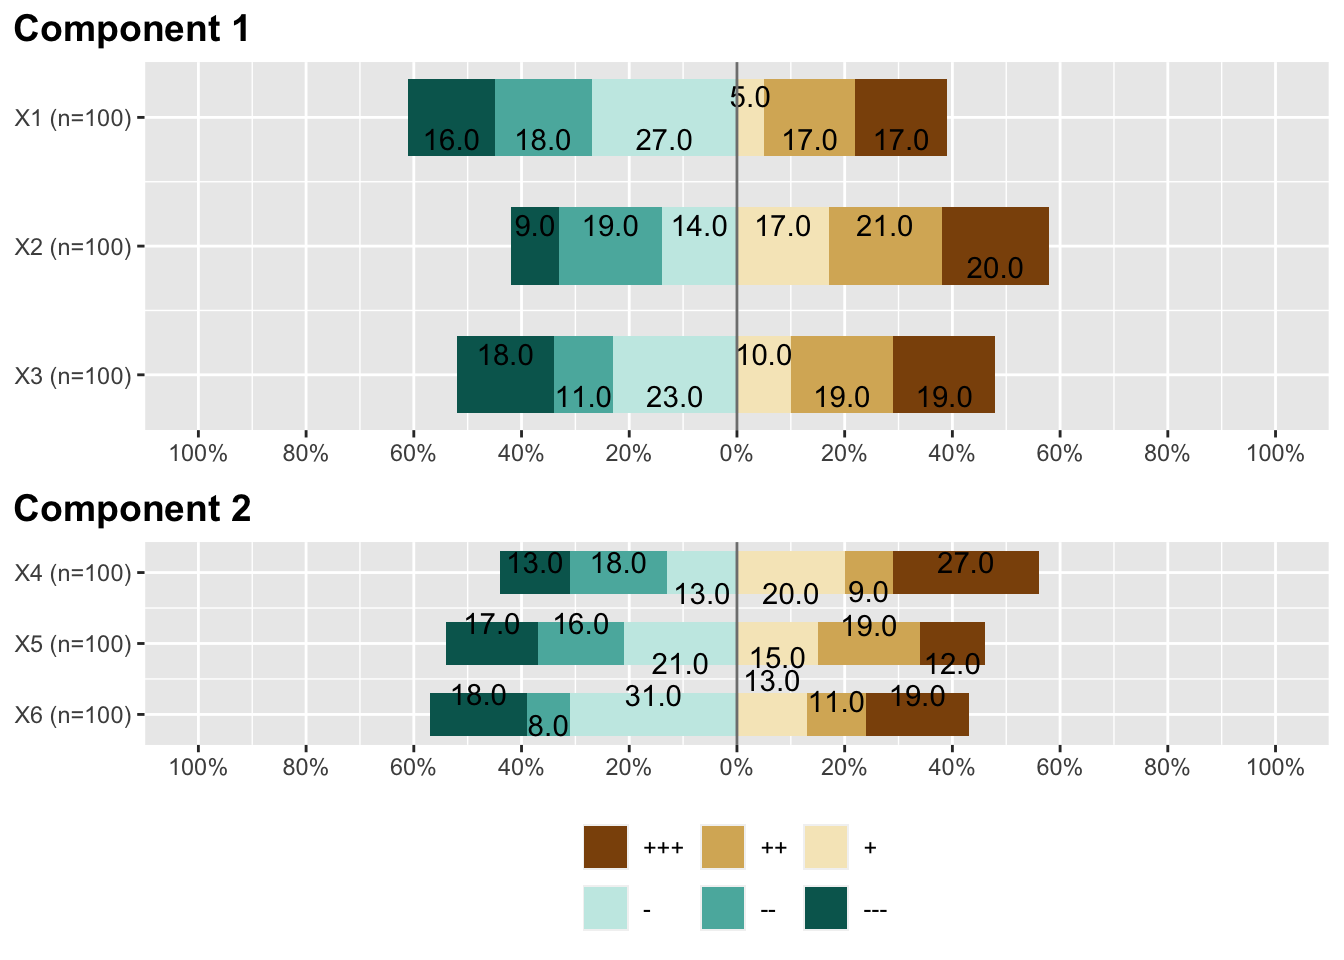 Component 1
5.0
X1 (n=100)
16.0 18.0 27.0 17.0 17.0
9.0 19.0 14.0 17.0 21.0
X2 (n=100)
20.0
18.0 10.0
X3 (n=100)
11.0 23.0 19.0 19.0
100% 80% 60% 40% 20% 0% 20% 40% 60% 80% 100%
Component 2
X4 (n=100) 13.0 18.0 27.0
13.0 20.0 9.0
17.0 16.0 19.0
X5 (n=100)
21.0 15.0 12.0
13.0
18.0 31.0 11.0 19.0
X6 (n=100)
8.0
100% 80% 60% 40% 20% 0% 20% 40% 60% 80% 100%
+++ ++ +
- -- ---